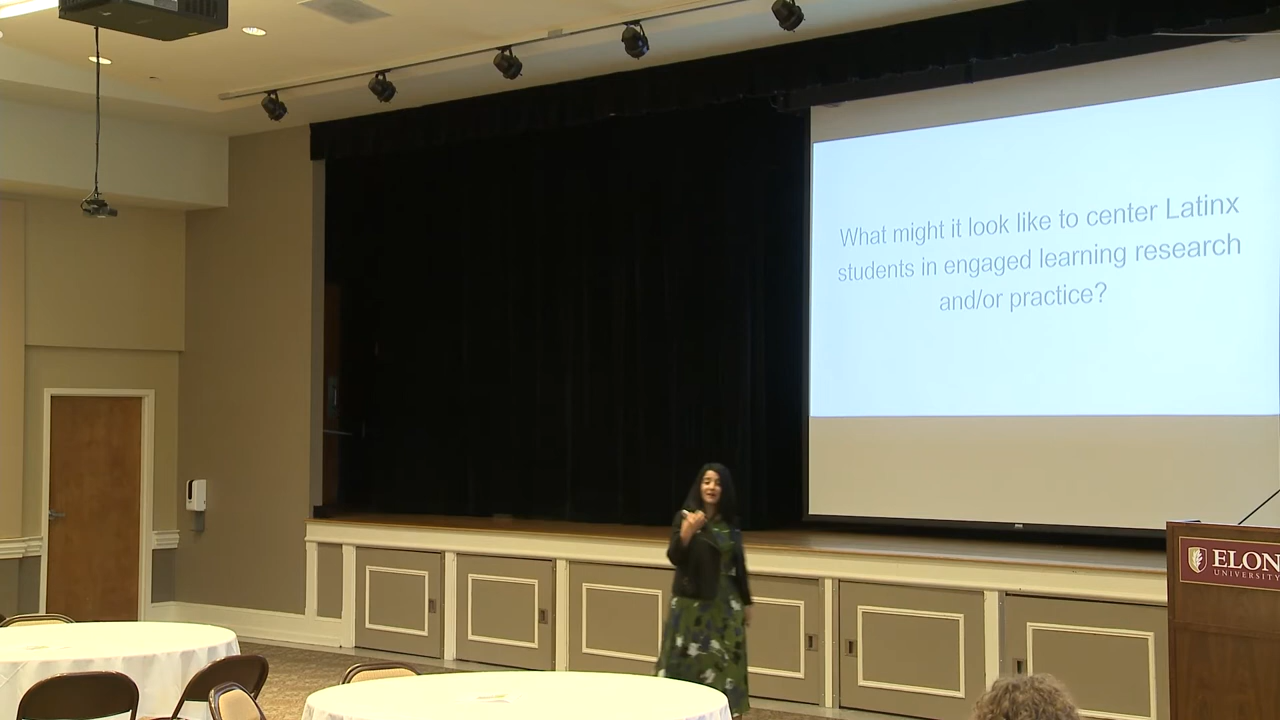 What might it look like to center Latinx
students in engaged learning research
and/or practice?
ELON
UNIVERSITY